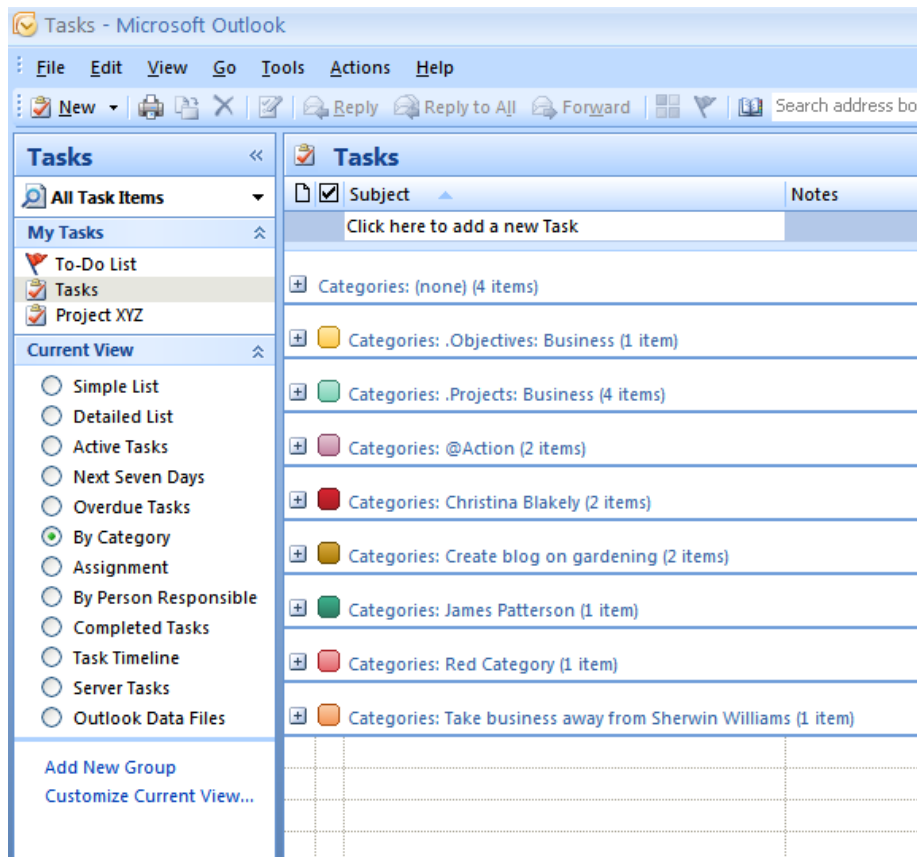 Tasks - Microsoft Outlook
File Edit View Go Tools Actions Help
New Reply Reply to All Forward Search address bo
Tasks
All Task Items
My Tasks
To-Do List
Tasks
Project XYZ
Current View
Simple List
Detailed List
Active Tasks
Next Seven Days
Overdue Tasks
By Category
Assignment
By Person Responsible
Completed Tasks
Task Timeline
Server Tasks
Outlook Data Files
Add New Group
Customize Current View...
Tasks
Subject Notes
Click here to add a new Task
Categories: (none) (4 items)
Categories: .Objectives: Business (1 item)
Categories: .Projects: Business (4 items)
Categories: @Action (2 items)
Categories: Christina Blakely (2 items)
Categories: Create blog on gardening (2 items)
Categories: James Patterson (1 item)
Categories: Red Category (1 item)
Categories: Take business away from Sherwin Williams (1 item)